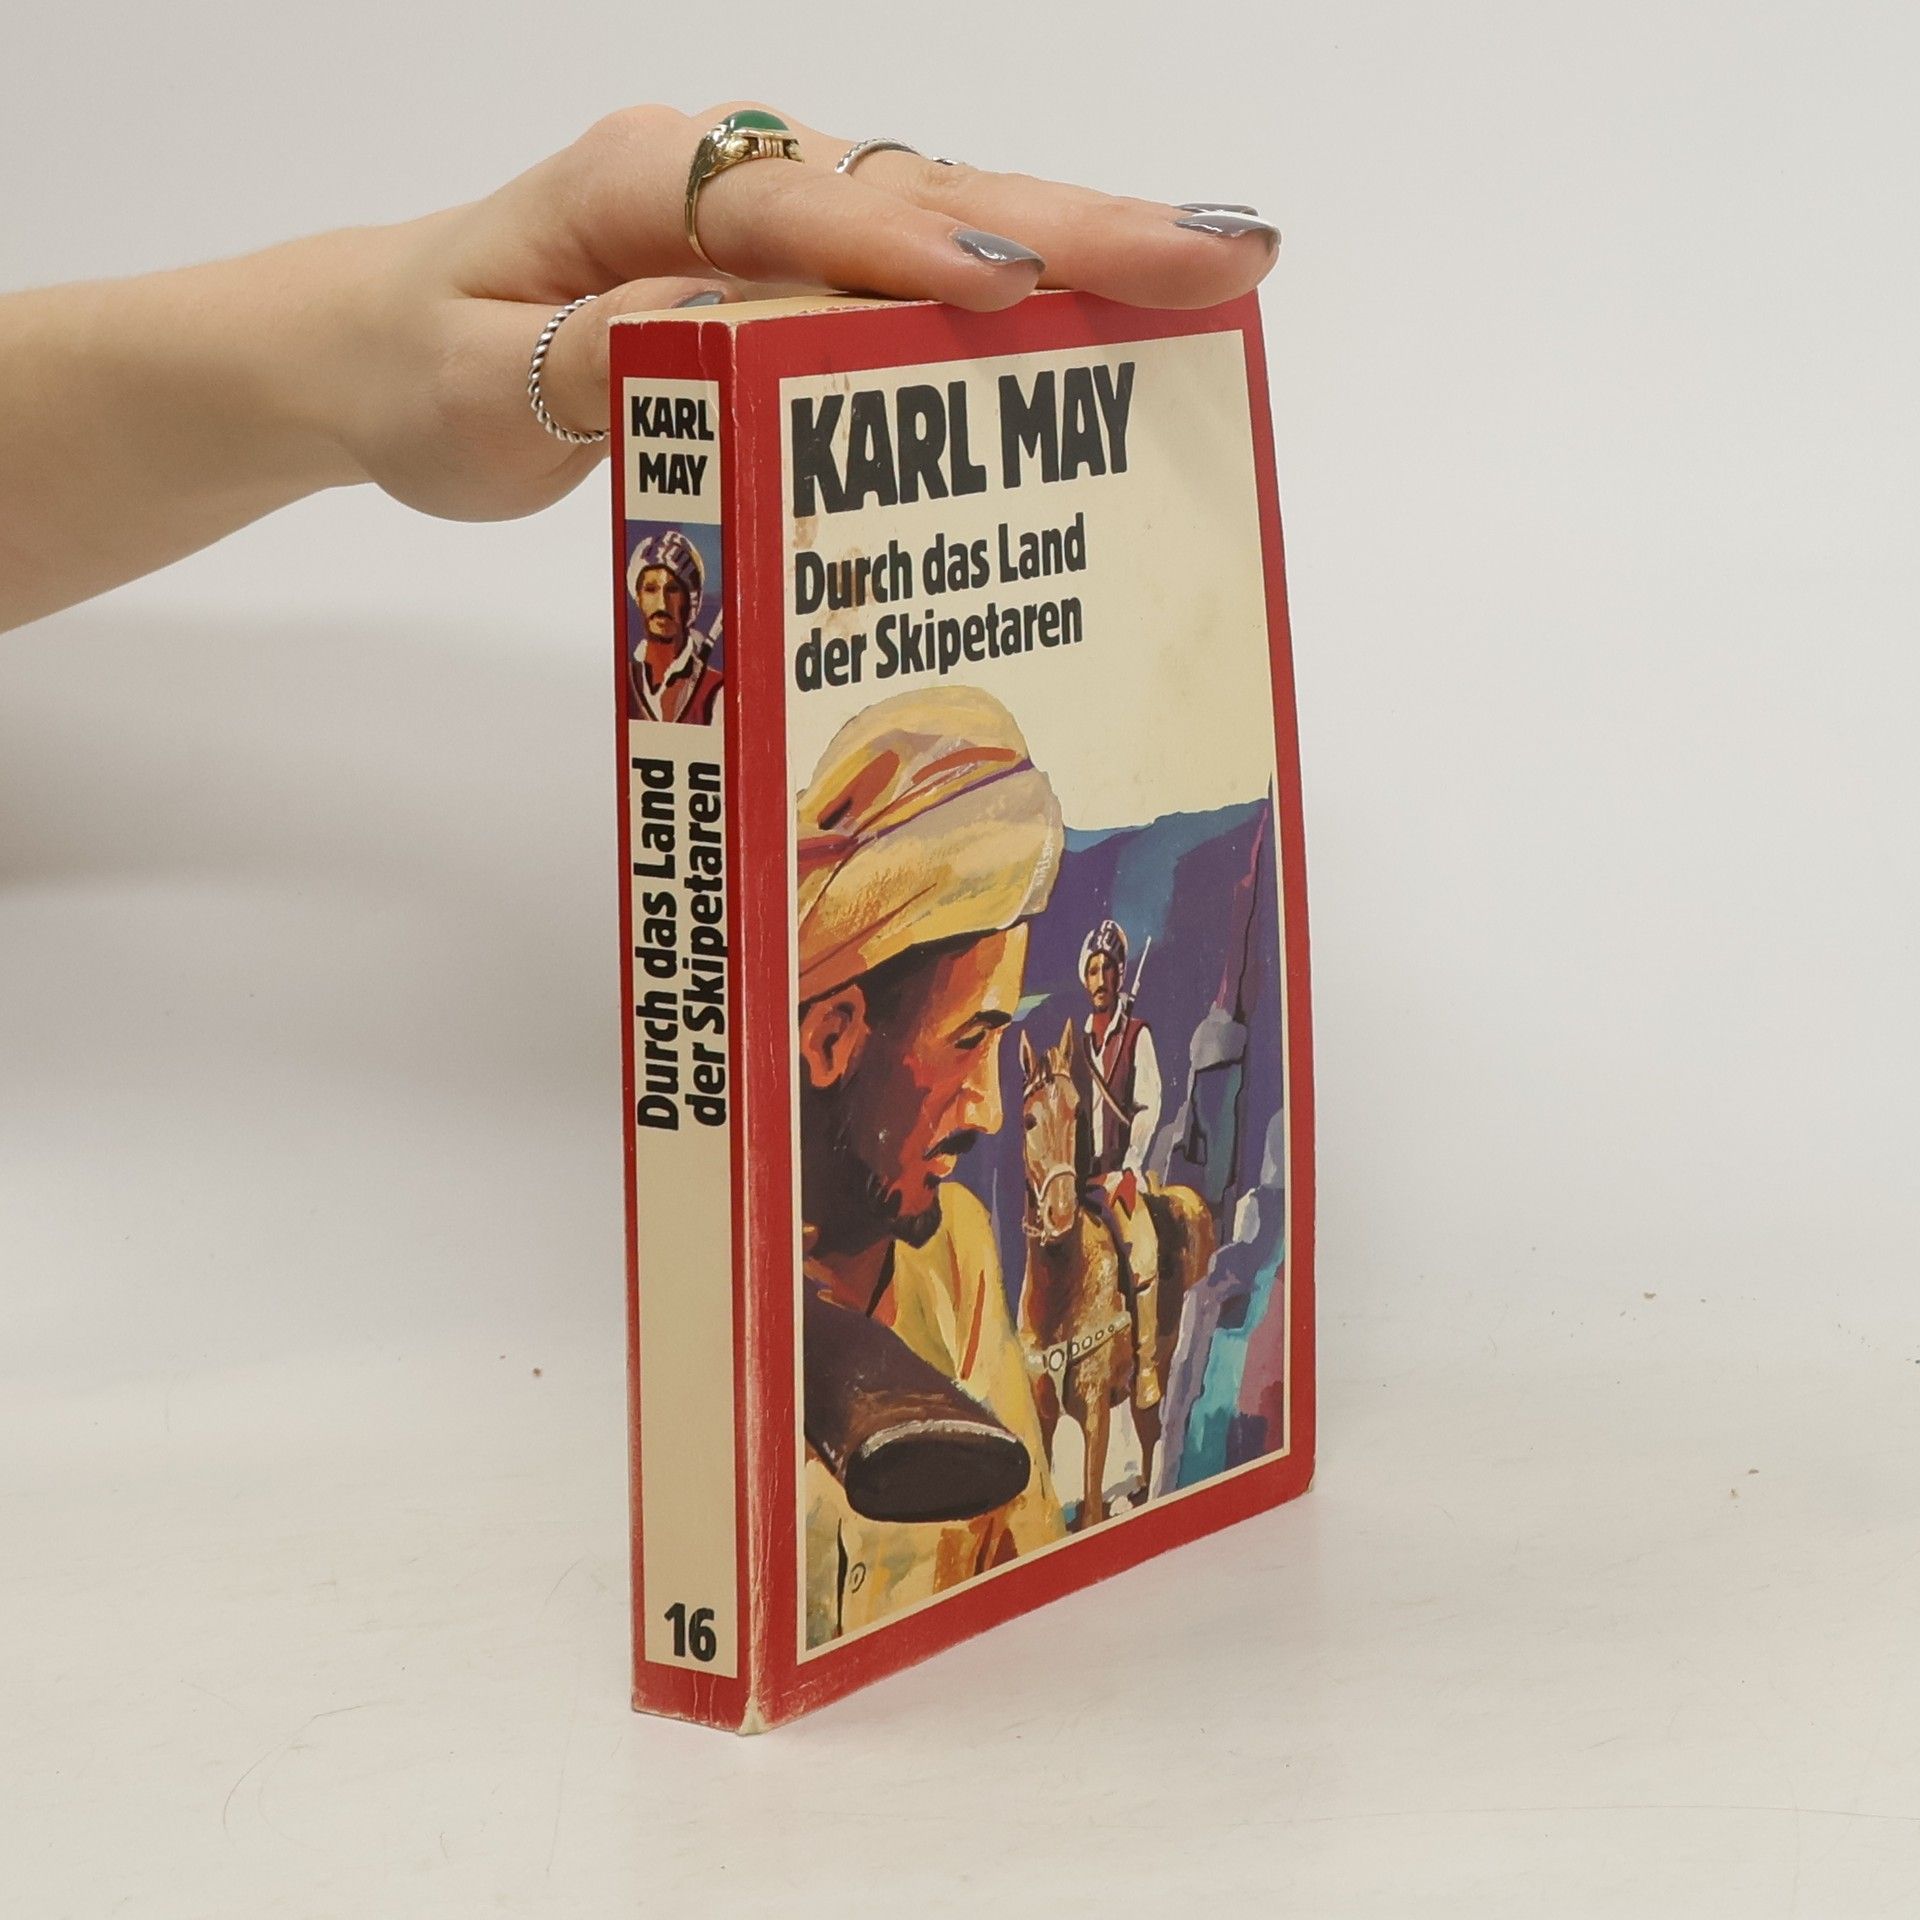 KARL
MAY
Durch das Land
der Skipetaren
16
KARL MAY
Durch das Land
der Skipetaren